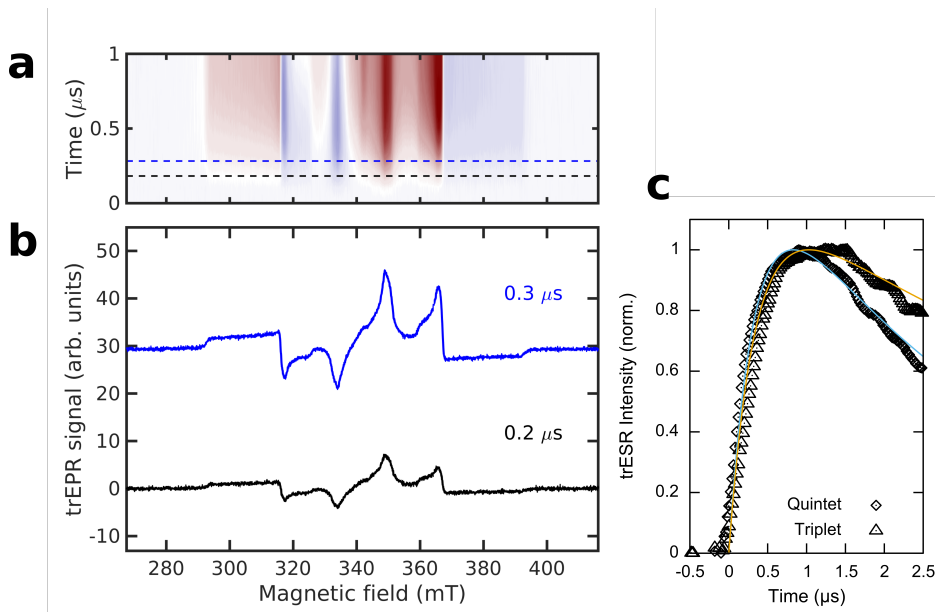 a
1
0.5
0
Time (μs)
b
50
40
30
20
10
0
-10
trEPR signal (arb. units)
0.3 μs
0.2 μs
280
300
320
340
360
380
400
Magnetic field (mT)
c
1
0.8
0.6
0.4
0.2
0
trESR Intensity (norm.)
Quintet
Triplet
-0.5
0
0.5
1.0
1.5
2
2.5
Time (μs)